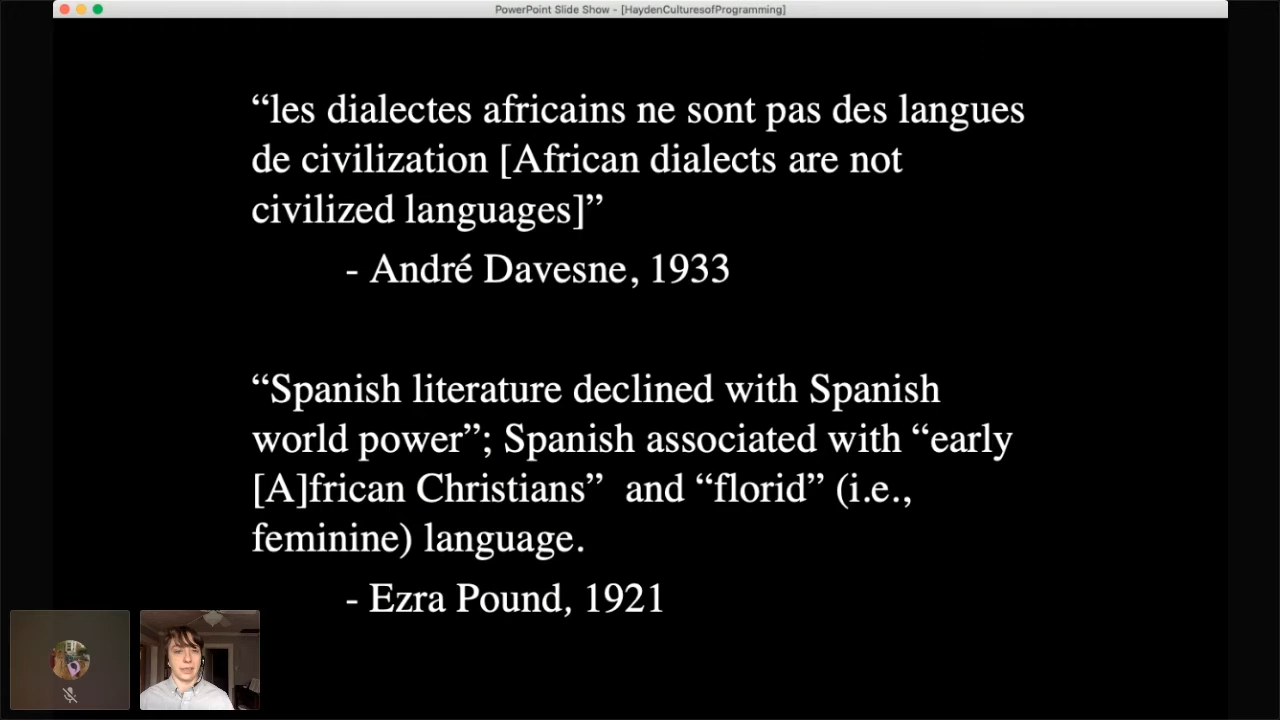 PowerPoint Slide Show - [HaydenCulturesofProgramming]
“les dialectes africains ne sont pas des langues
de civilization [African dialects are not
civilized languages]”
- André Davesne, 1933
“Spanish literature declined with Spanish
world power”; Spanish associated with “early
[A]frican Christians” and “florid” (i.e.,
feminine) language.
- Ezra Pound, 1921